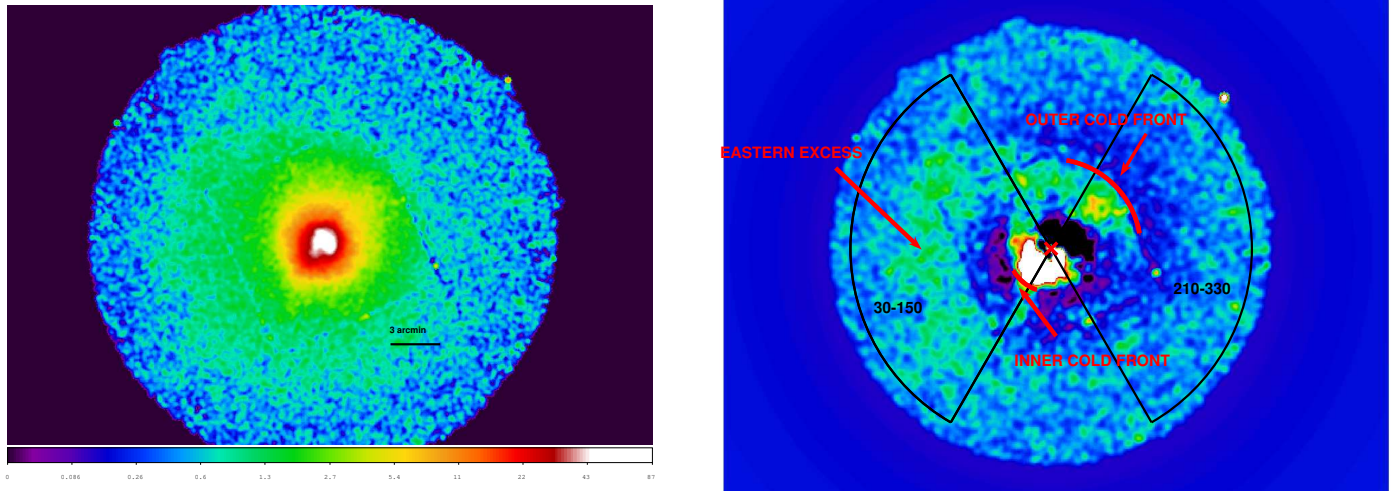 3 arcmin
0 0.086 0.26 0.6 1.3 2.7 5.4 11 22 43 87
OUTER COLD FRONT
EASTERN EXCESS
210-330
30-150
INNER COLD FRONT